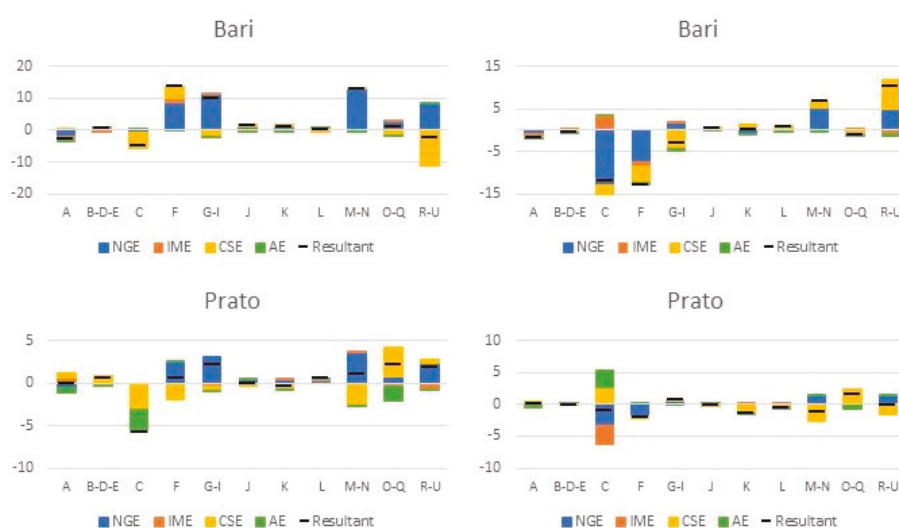 Bari
20
10
0
-10
-20
A B-D-E C F G-I J K L M-N O-Q R-U
NGE IME CSE AE Resultant
Bari
15
5
-5
-15
A B-D-E C F G-I J K L M-N O-Q R-U
NGE IME CSE AE Resultant
Prato
5
0
-5
-10
A B-D-E C F G-I J K L M-N O-Q R-U
NGE IME CSE AE Resultant
Prato
10
5
0
-5
-10
A B-D-E C F G-I J K L M-N O-Q R-U
NGE IME CSE AE Resultant